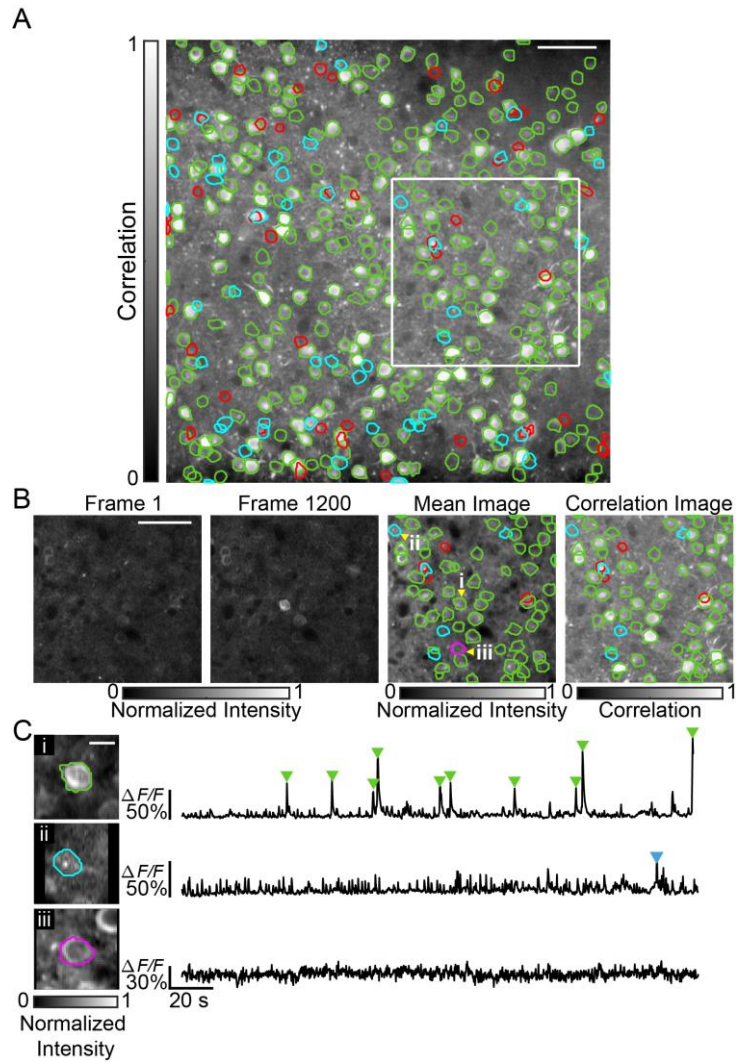 A
1
Correlation
0
B
Frame 1
Frame 1200
Mean Image
Correlation Image
ii
i
iii
0 1
Normalized Intensity
0 1
Normalized Intensity
0 1
Correlation
C
i
ΔF/F
50%
ii
ΔF/F
50%
iii
ΔF/F
30%
20 s
0 1
Normalized
Intensity